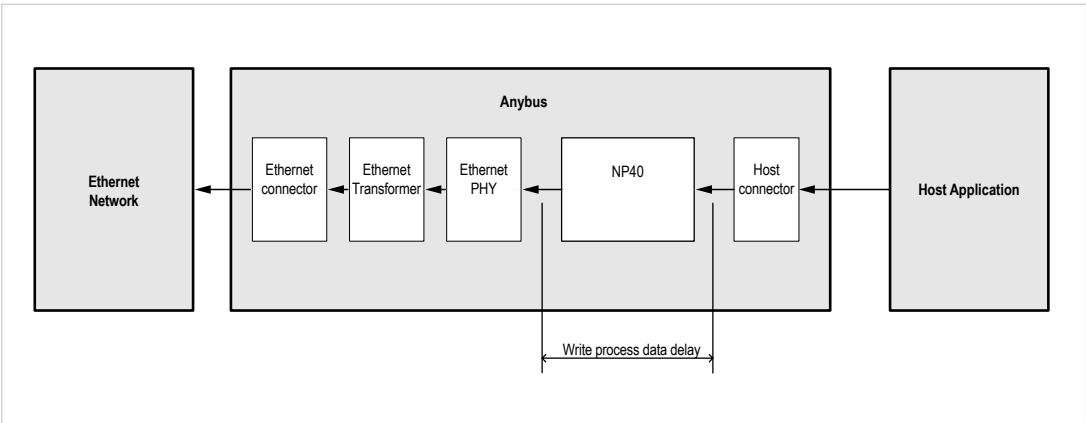 Anybus
Ethernet
Network
Ethernet
connector
Ethernet
Transformer
Ethernet
PHY
NP40
Host
connector
Host Application
Write process data delay